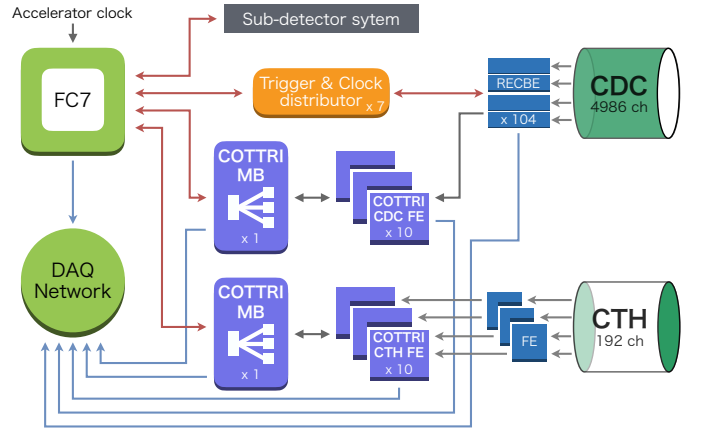 Accelerator clock
Sub-detector sytem
FC7
Trigger & Clock
distributor x 7
RECBE
x 104
CDC
4986 ch
COTTRI
MB
x 1
COTTRI
CDC FE
x 10
DAQ
Network
COTTRI
MB
x 1
COTTRI
CTH FE
x 10
FE
CTH
192 ch